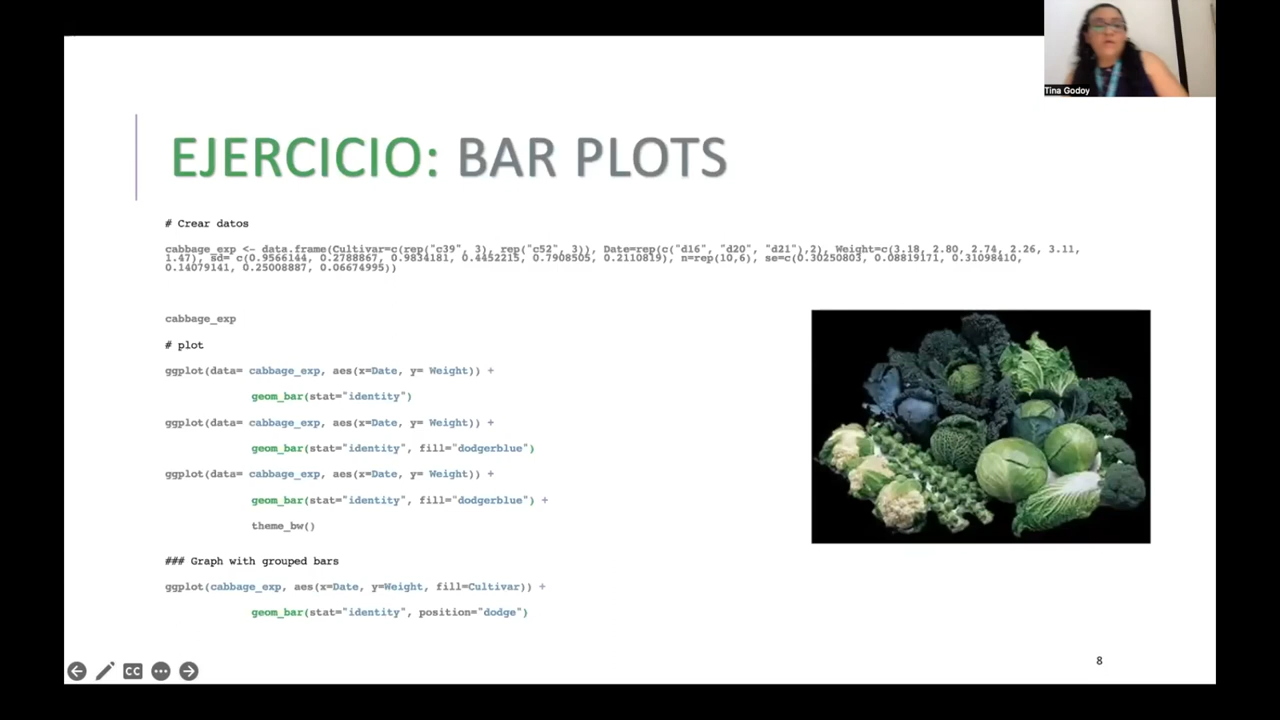 Tina Godoy
EJERCICIO: BAR PLOTS
# Crear datos
cabbage_exp <- data.frame(Cultivar=c(rep("c39", 3), rep("c52", 3)), Date=rep(c("d16", "d20", "d21"),2), Weight=c(3.18, 2.80, 2.74, 2.26, 3.11,
1.47), sd= c(0.9566144, 0.2788867, 0.9834181, 0.4452215, 0.7908505, 0.2110819), n=rep(10,6), se=c(0.30250803, 0.08819171, 0.31098410,
0.14079141, 0.25008887, 0.06674995))
cabbage_exp
# plot
ggplot(data= cabbage_exp, aes(x=Date, y= Weight)) +
geom_bar(stat="identity")
ggplot(data= cabbage_exp, aes(x=Date, y= Weight)) +
geom_bar(stat="identity", fill="dodgerblue")
ggplot(data= cabbage_exp, aes(x=Date, y= Weight)) +
geom_bar(stat="identity", fill="dodgerblue") +
theme_bw()
### Graph with grouped bars
ggplot(cabbage_exp, aes(x=Date, y=Weight, fill=Cultivar)) +
geom_bar(stat="identity", position="dodge")
8
CC